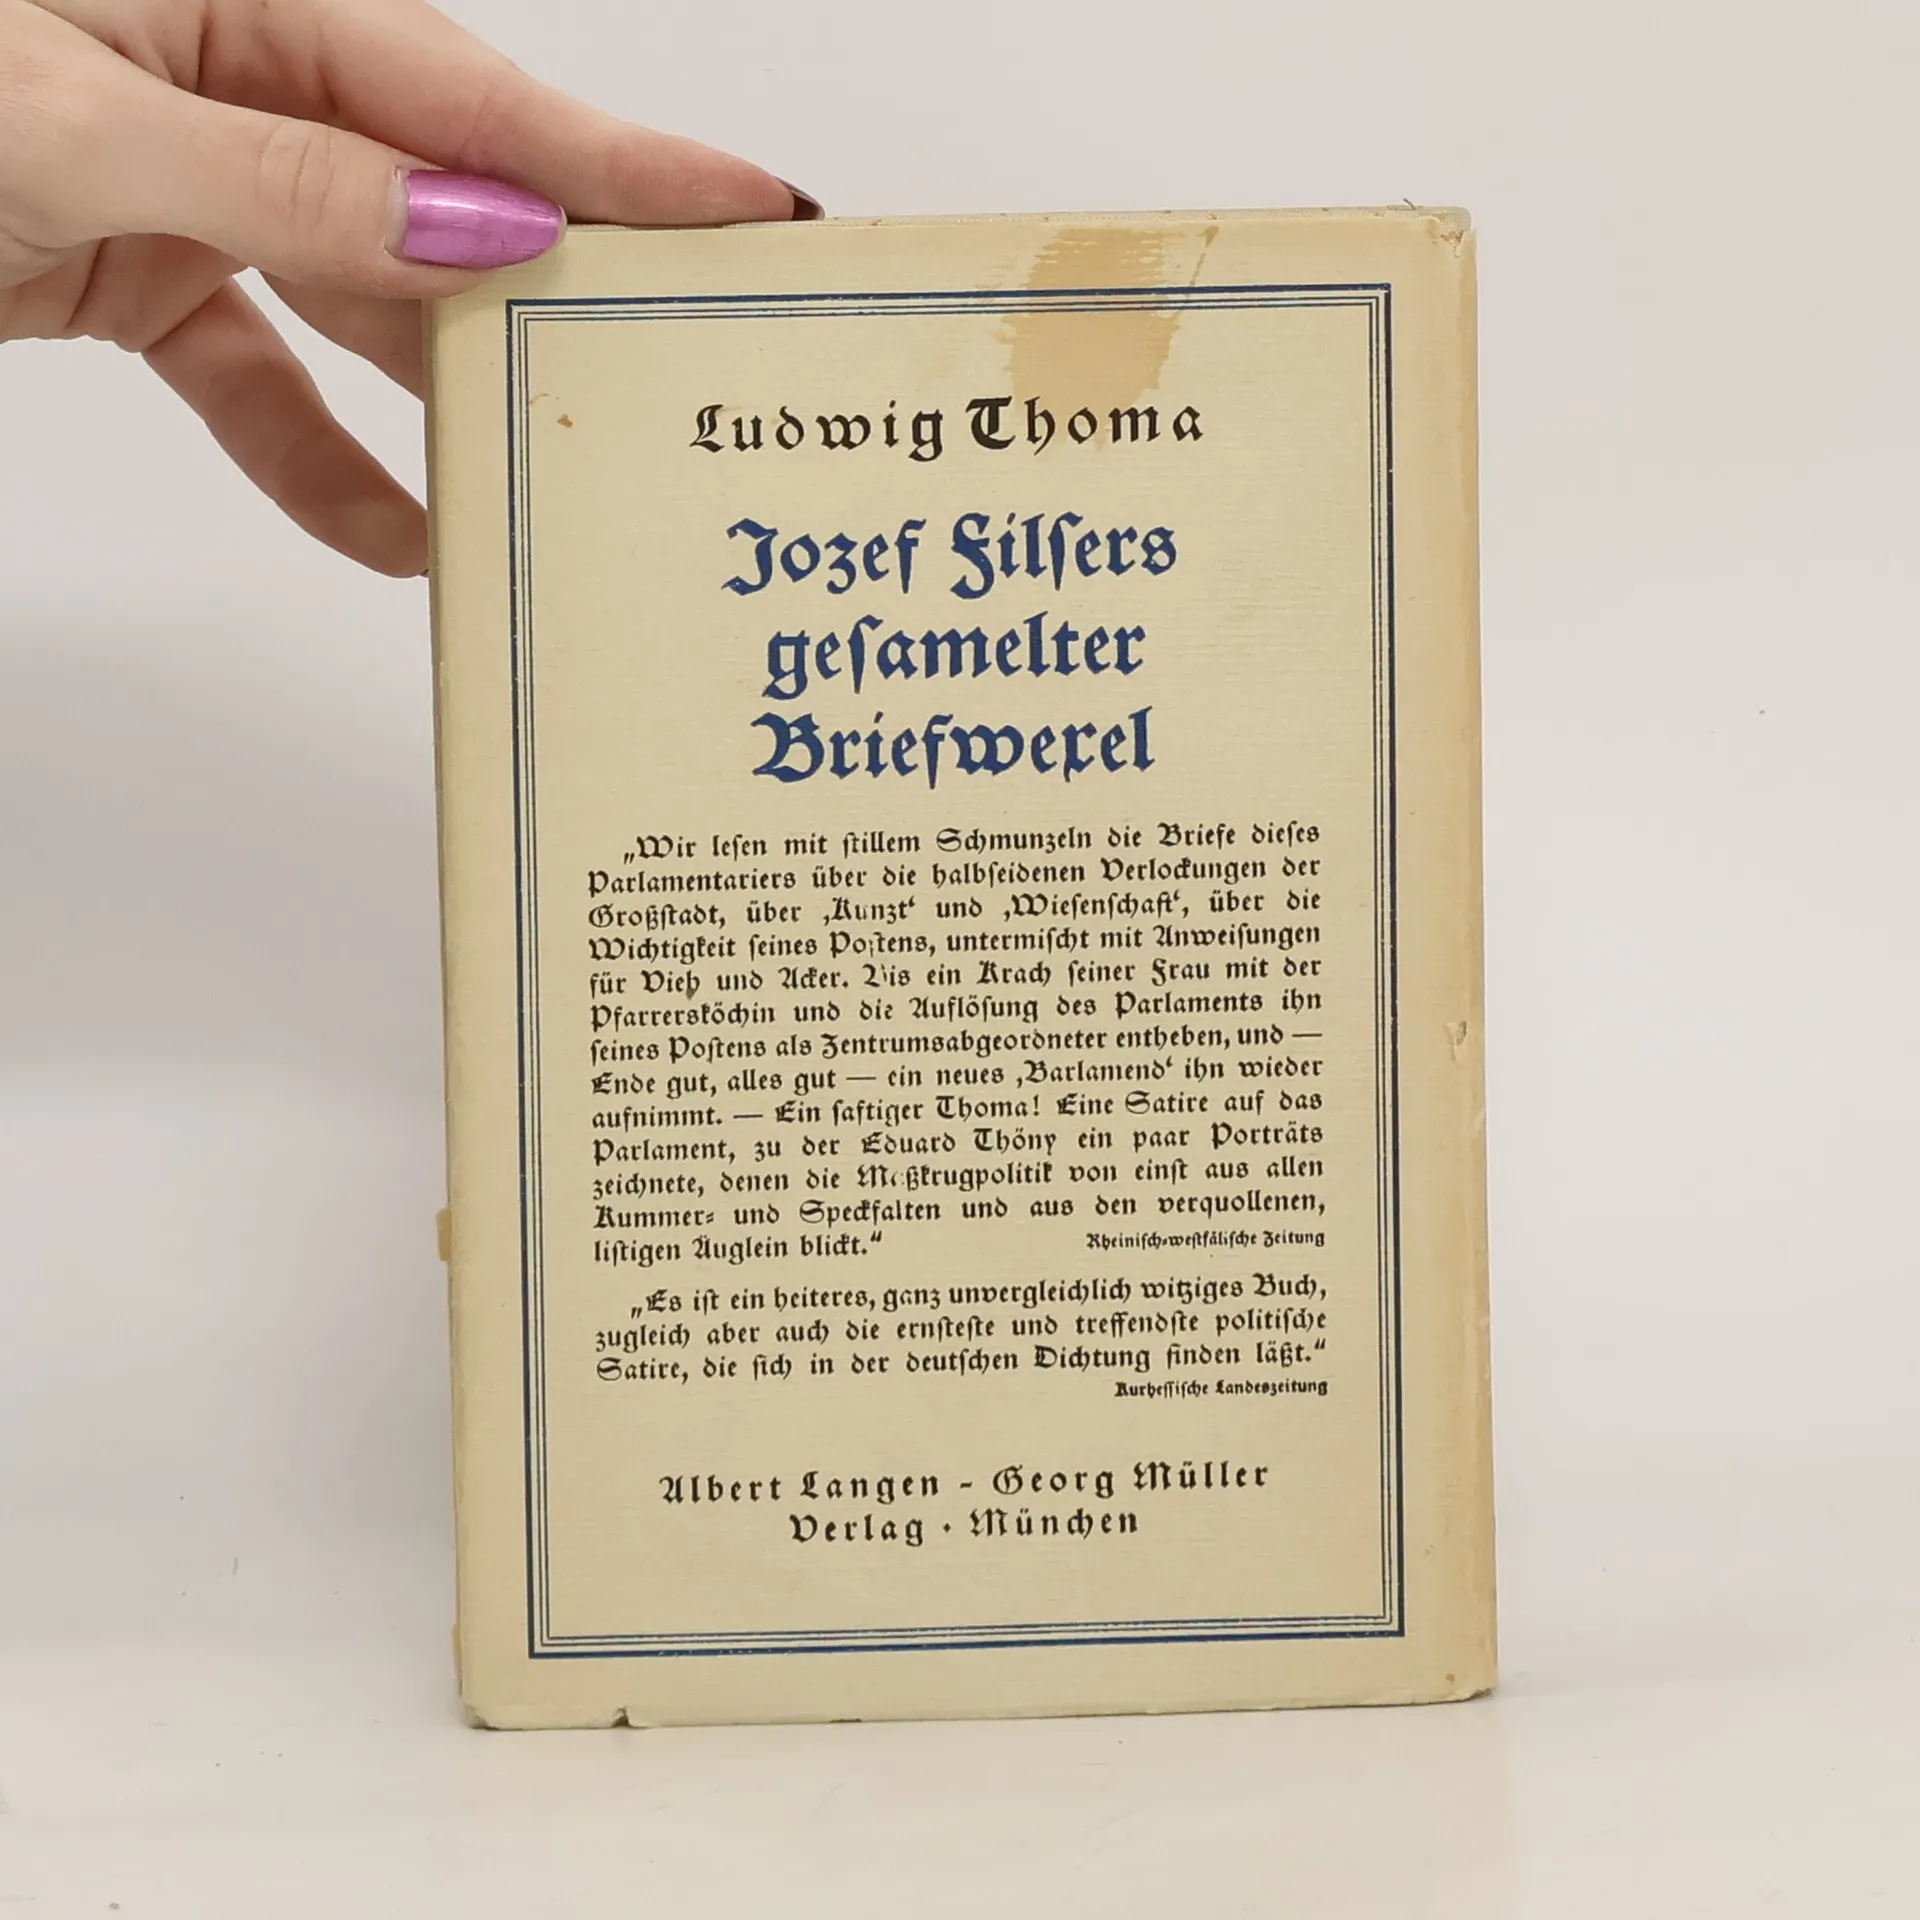 Ludwig Thoma
Jozef Filsers
gesamelter
Briefwexel
„Wir lesen mit stillem Schmunzeln die Briefe dieses
Parlamentariers über die halbseidenen Verlockungen der
Großstadt, über ‚Kunzt‘ und ‚Wiesenschaft‘, über die
Wichtigkeit seines Postens, untermischt mit Anweisungen
für Vieh und Acker. Bis ein Krach seiner Frau mit der
Pfarrersköchin und die Auflösung des Parlaments ihn
seines Postens als Zentrumsabgeordneter entheben, und —
Ende gut, alles gut — ein neues ‚Barlamend‘ ihn wieder
aufnimmt. — Ein saftiger Thoma! Eine Satire auf das
Parlament, zu der Eduard Thöny ein paar Porträts
zeichnete, denen die Maßkrugpolitik von einst aus allen
Kummer- und Speckfalten und aus den verquollenen,
listigen Äuglein blickt.“ Rheinisch-westfälische Zeitung
„Es ist ein heiteres, ganz unvergleichlich witziges Buch,
zugleich aber auch die ernsteste und treffendste politische
Satire, die sich in der deutschen Dichtung finden läßt.“
Kurhessische Landeszeitung
Albert Langen - Georg Müller
Verlag · München